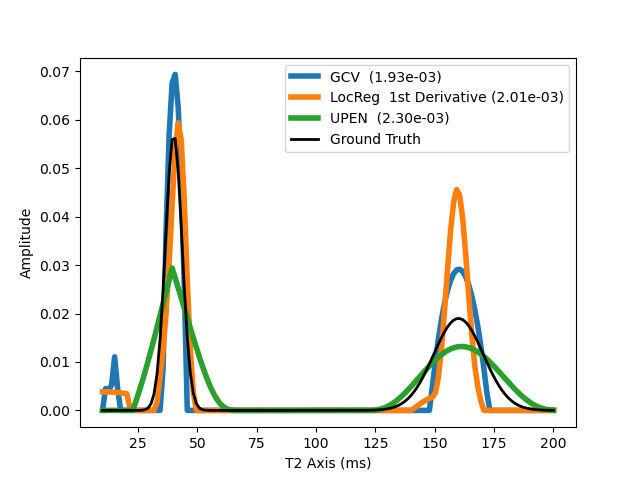 GCV  (1.93e-03)
LocReg  1st Derivative (2.01e-03)
UPEN  (2.30e-03)
Ground Truth
0.07
0.06
0.05
0.04
0.03
0.02
0.01
0.00
Amplitude
25 50 75 100 125 150 175 200
T2 Axis (ms)